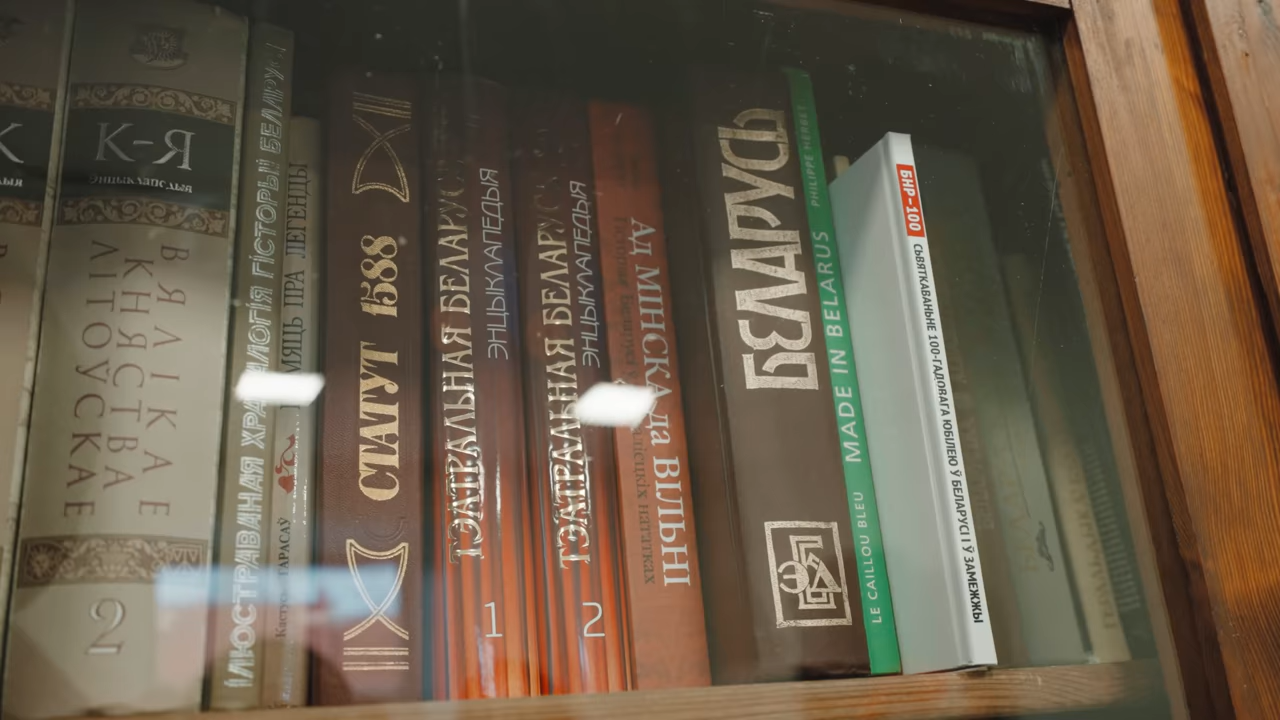 К
К-Я
ЭНЦЫКЛАПЕДЫЯ
ВЯЛІКАЕ
КНЯСТВА
ЛІТОЎСКАЕ
2
ІЛЮСТРАВАНАЯ ХРАНАЛОГІЯ ГІСТОРЫІ БЕЛАРУСІ
ПРА ЛЕГЕНДЫ
ТАРАСАЎ
СТАТУТ 1588
ТЭАТРАЛЬНАЯ БЕЛАРУСЬ
ЭНЦЫКЛАПЕДЫЯ
1
ТЭАТРАЛЬНАЯ БЕЛАРУСЬ
ЭНЦЫКЛАПЕДЫЯ
2
Ад МІНСКА да ВІЛЬНІ
нататках
БЕЛАРУСЬ
LE CAILLOU BLEU MADE IN BELARUS PHILIPPE HERBET
БНР-100
СЬВЯТКАВАНЬНЕ 100-ГАДОВАГА ЮБІЛЕЮ Ў БЕЛАРУСІ І Ў ЗАМЕЖЖЫ